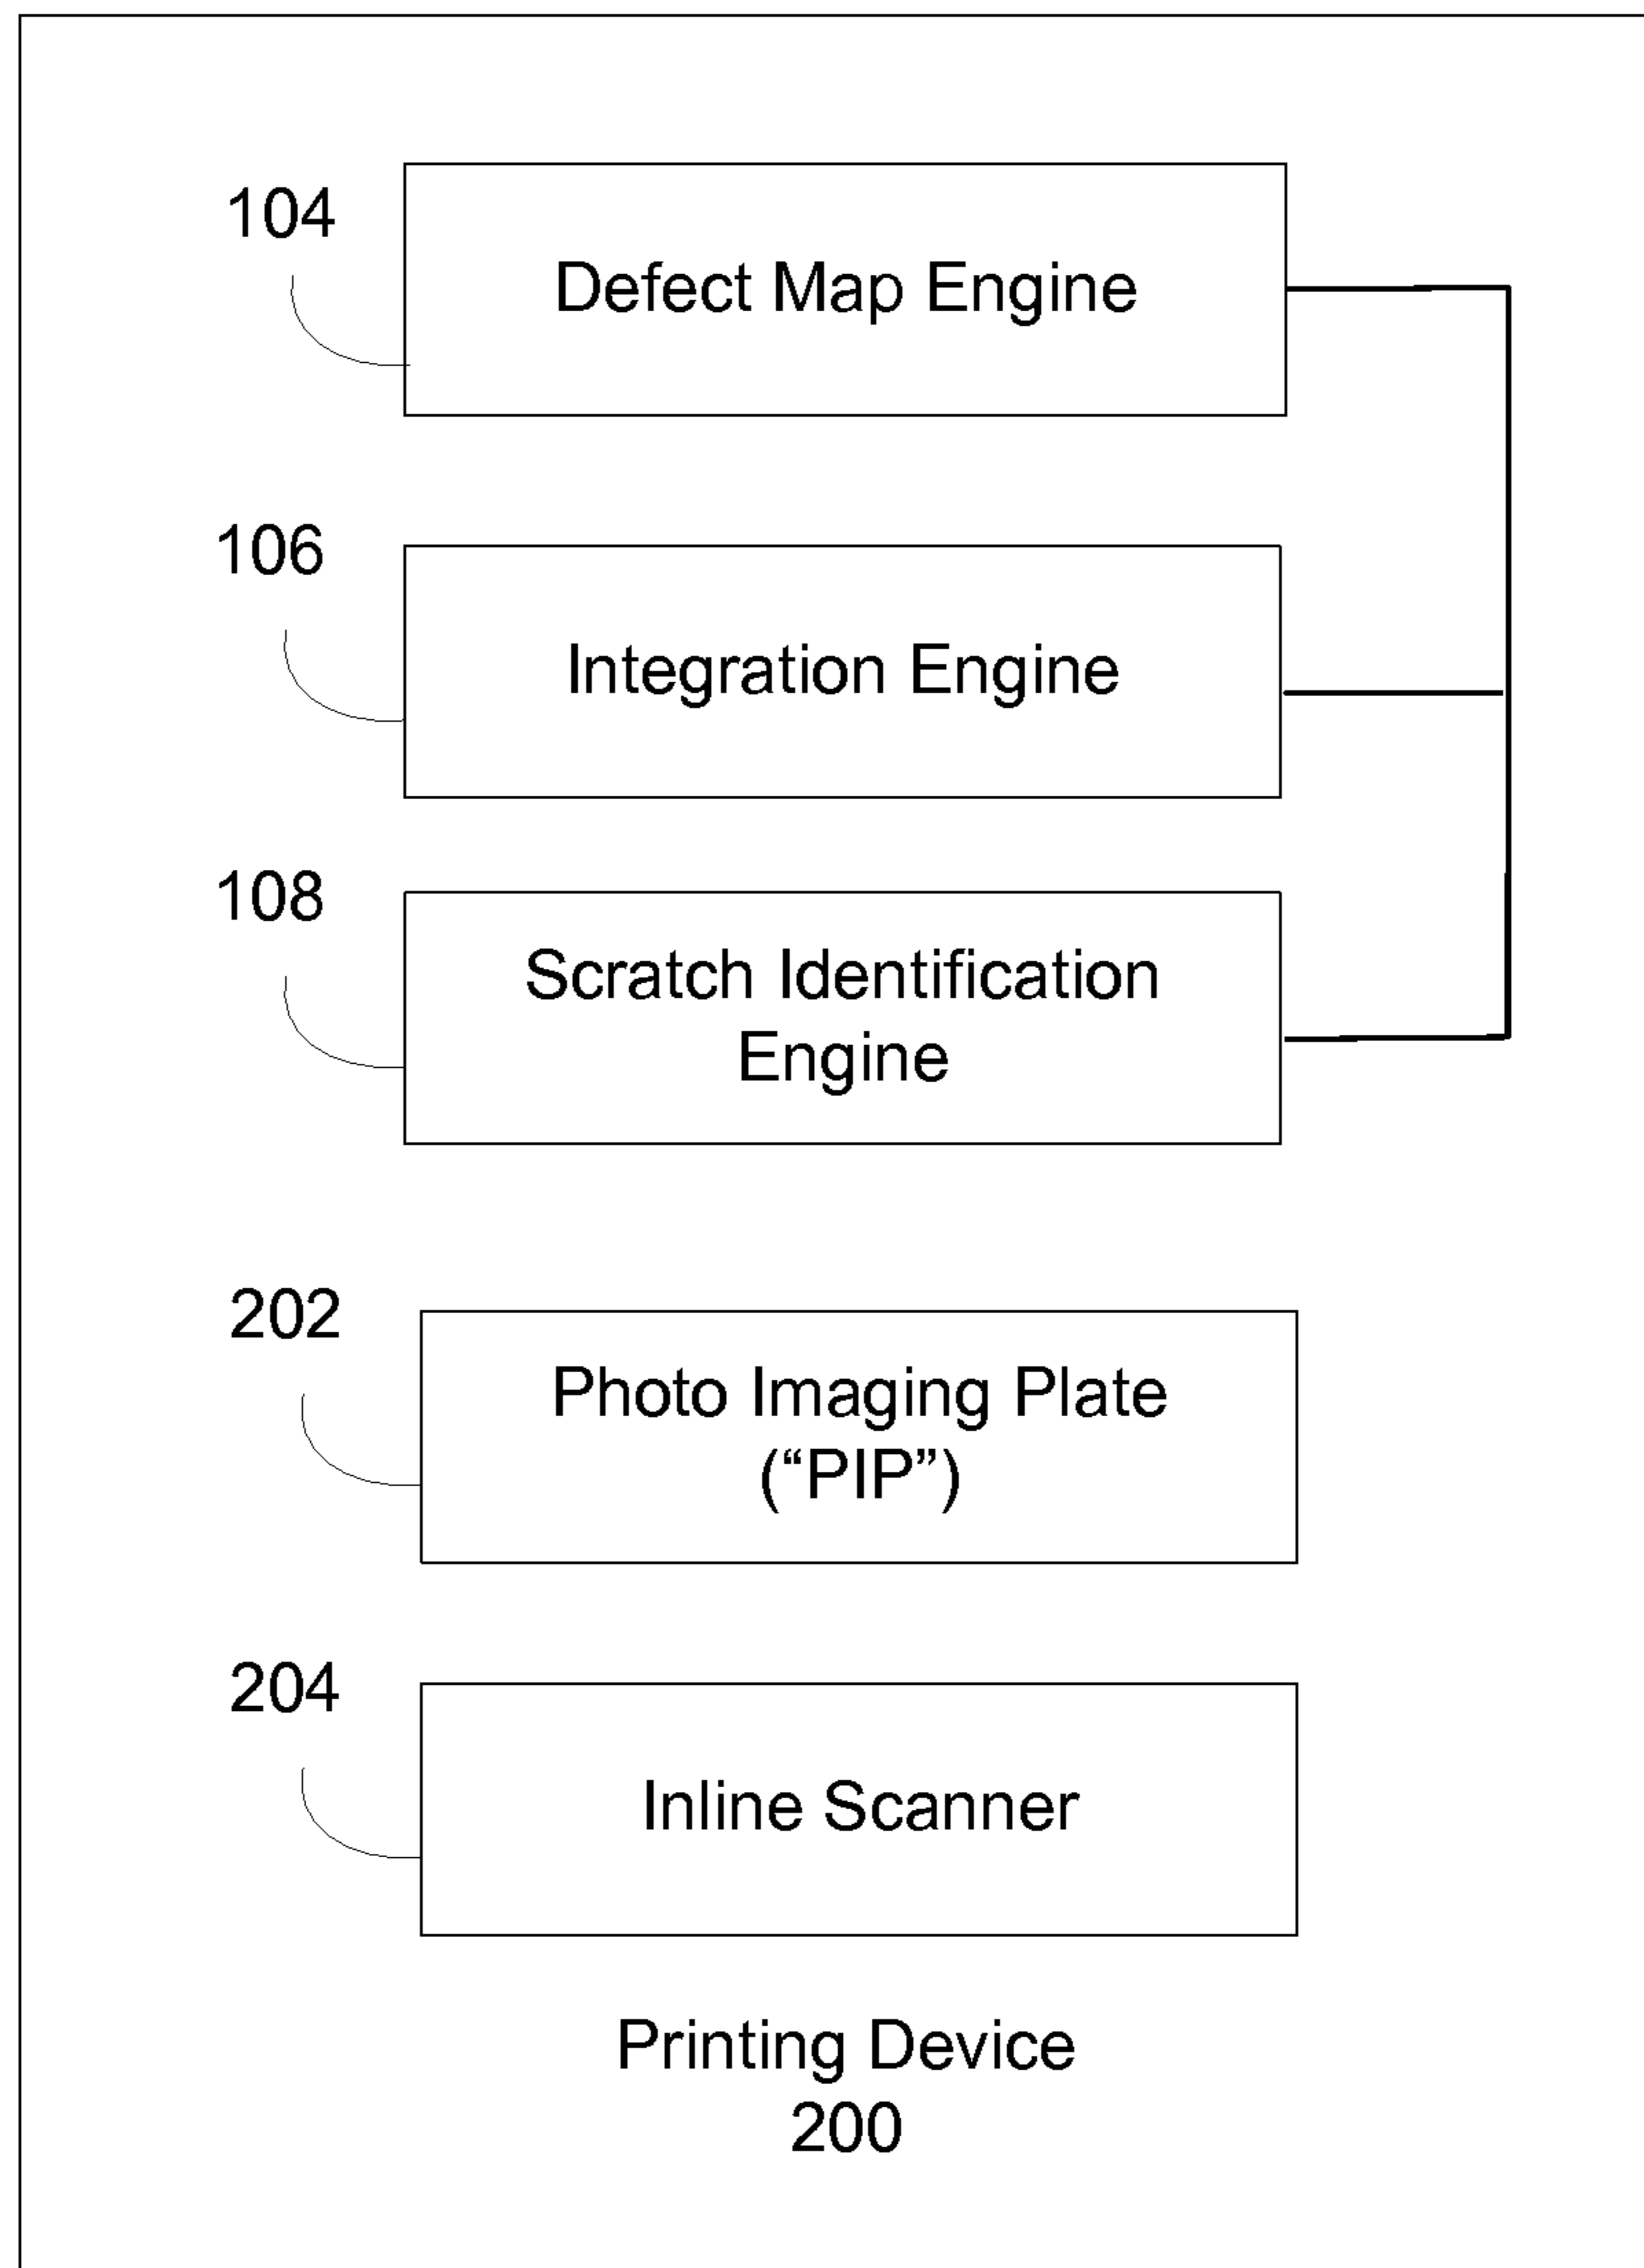 104
Defect Map Engine
106
Integration Engine
108
Scratch Identification
Engine
202
Photo Imaging Plate
(“PIP”)
204
Inline Scanner
Printing Device
200